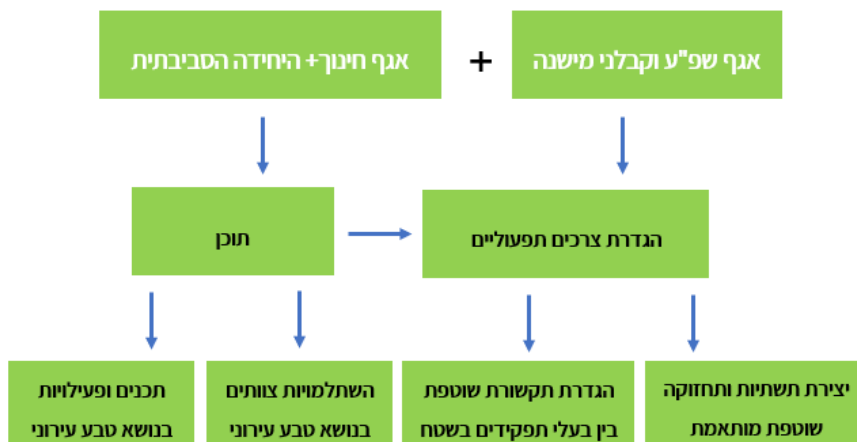 אגף שפ"ע וקבלני מישנה
+
אגף חינוך+ היחידה הסביבתית
הגדרת צרכים תפעוליים
תוכן
יצירת תשתיות ותחזוקה
שוטפת מותאמת
הגדרת תקשורת שוטפת
בין בעלי תפקידים בשטח
השתלמויות צוותים
בנושא טבע עירוני
תכנים ופעילויות
בנושא טבע עירוני